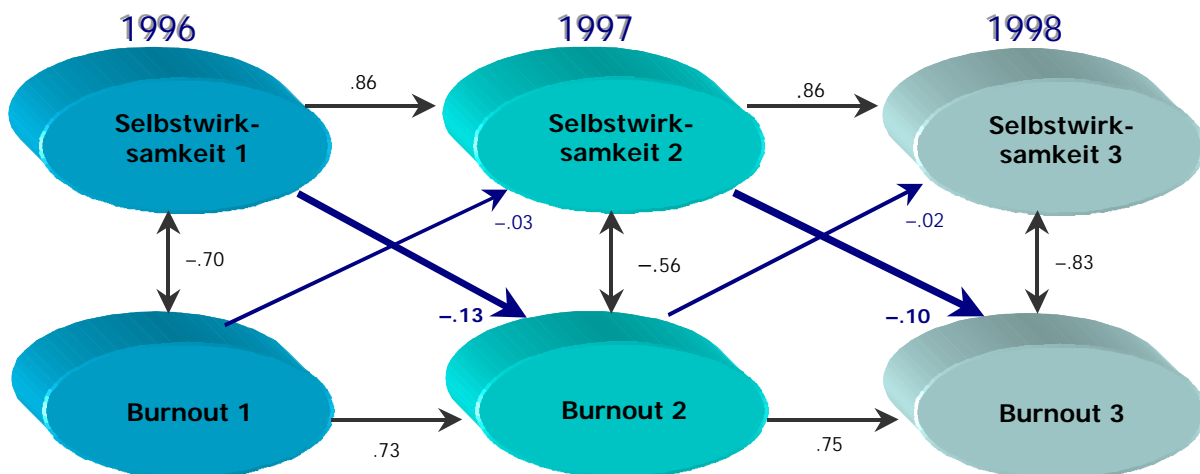 1996
1997
1998
.86
.86
Selbstwirk-
samkeit 1
Selbstwirk-
samkeit 2
Selbstwirk-
samkeit 3
–.03
–.02
–.70
–.56
–.83
–.13
–.10
Burnout 1
Burnout 2
Burnout 3
.73
.75